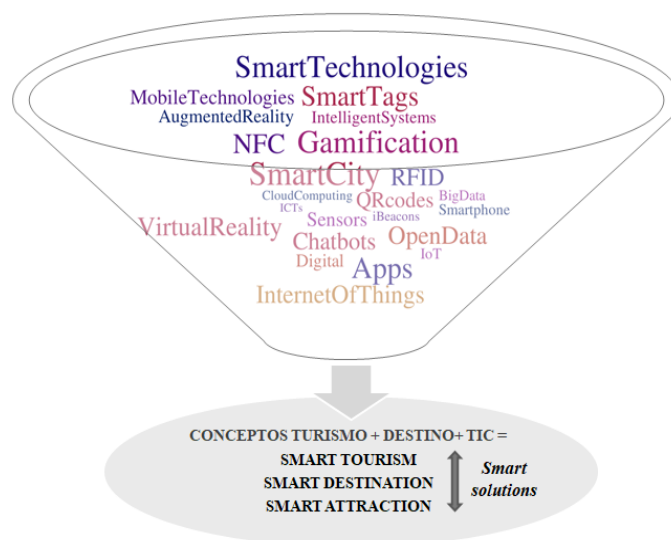 SmartTechnologies
MobileTechnologies SmartTags
AugmentedReality IntelligentSystems
NFC Gamification
SmartCity RFID
CloudComputing QRcodes BigData
ICTs Sensors iBeacons Smartphone
VirtualReality Chatbots OpenData
Digital Apps IoT
InternetOfThings
CONCEPTOS TURISMO + DESTINO+ TIC =
SMART TOURISM
SMART DESTINATION
SMART ATTRACTION
Smart
solutions